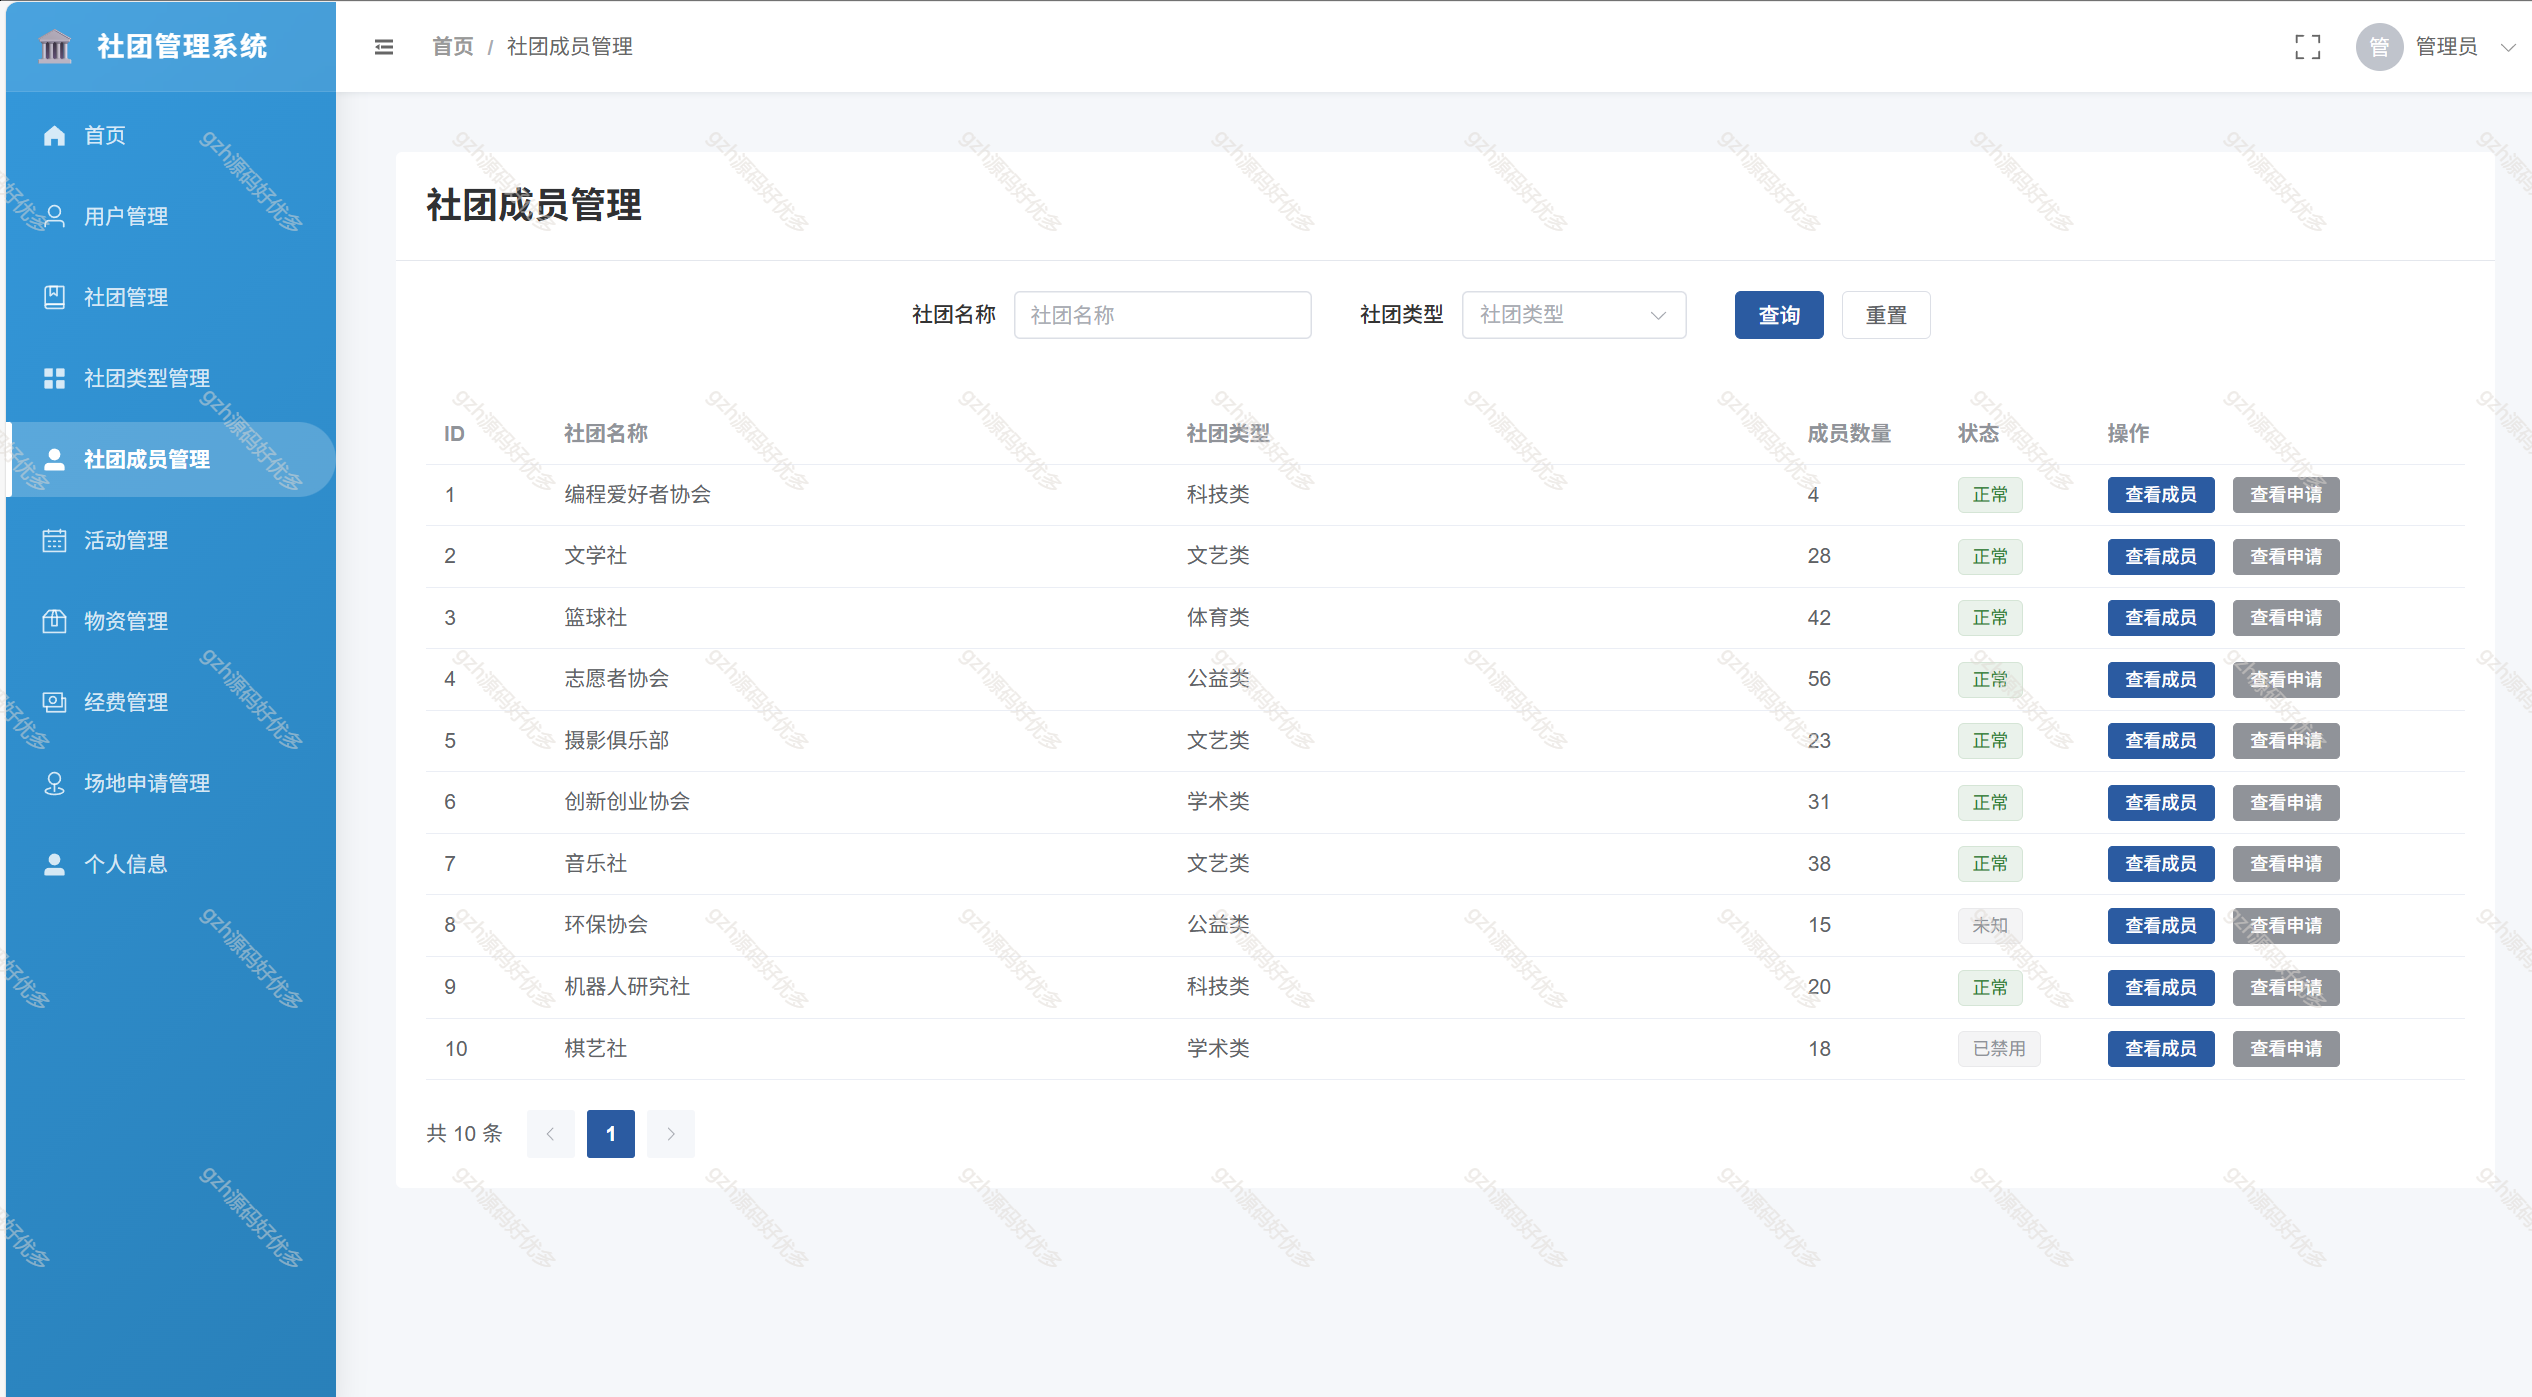 社团管理系统
首页 / 社团成员管理
管 管理员
首页
用户管理
社团管理
社团类型管理
社团成员管理
活动管理
物资管理
经费管理
场地申请管理
个人信息
社团成员管理
社团名称 社团名称 社团类型 社团类型 查询 重置
ID 社团名称 社团类型 成员数量 状态 操作
1 编程爱好者协会 科技类 4 正常 查看成员 查看申请
2 文学社 文艺类 28 正常 查看成员 查看申请
3 篮球社 体育类 42 正常 查看成员 查看申请
4 志愿者协会 公益类 56 正常 查看成员 查看申请
5 摄影俱乐部 文艺类 23 正常 查看成员 查看申请
6 创新创业协会 学术类 31 正常 查看成员 查看申请
7 音乐社 文艺类 38 正常 查看成员 查看申请
8 环保协会 公益类 15 未知 查看成员 查看申请
9 机器人研究社 科技类 20 正常 查看成员 查看申请
10 棋艺社 学术类 18 已禁用 查看成员 查看申请
共 10 条 1
gzh源码好优多